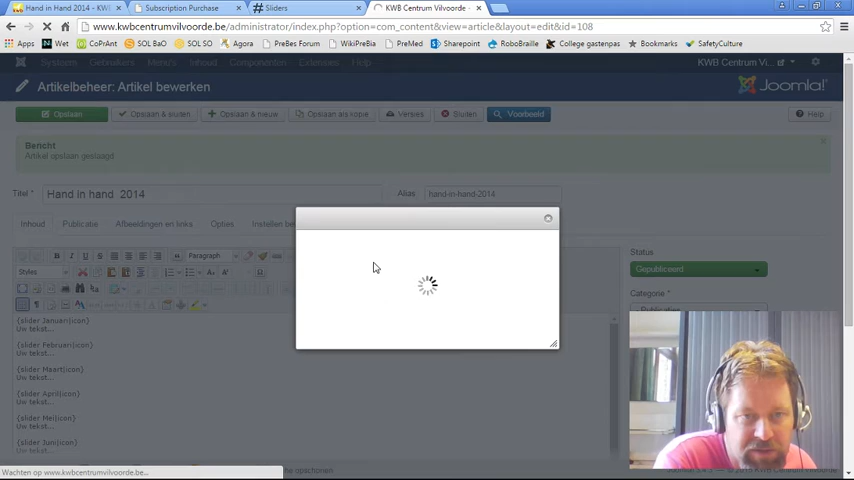 Hand in Hand 2014 - KWB
Subscription Purchase
Sliders
KWB Centrum Vilvoorde
www.kwbcentrumvilvoorde.be/administrator/index.php?option=com_content&view=article&layout=edit&id=108
Apps
Wet
CoPrAnt
SOL BaO
SOL SO
Agora
PreBes Forum
WikiPreBia
PreMed
Sharepoint
RoboBraille
College gastenpas
Bookmarks
SafetyCulture
Systeem Gebruikers Menu's Inhoud Componenten Extensies Help
KWB Centrum Vi...
Artikelbeheer: Artikel bewerken
Joomla!
Opslaan
Opslaan & sluiten
Opslaan & nieuw
Opslaan als kopie
Versies
Sluiten
Voorbeeld
Help
Bericht
Artikel opslaan geslaagd
Titel * Hand in hand 2014 Alias hand-in-hand-2014
Inhoud Publicatie Afbeeldingen en links Opties Instellen be
Paragraph
Styles
Status
Gepubliceerd
Categorie *
Publicaties
{slider Januari|icon}
Uw tekst...
{slider Februari|icon}
Uw tekst...
{slider Maart|icon}
Uw tekst...
{slider April|icon}
Uw tekst...
{slider Mei|icon}
Uw tekst...
{slider Juni|icon}
Wachten op www.kwbcentrumvilvoorde.be...